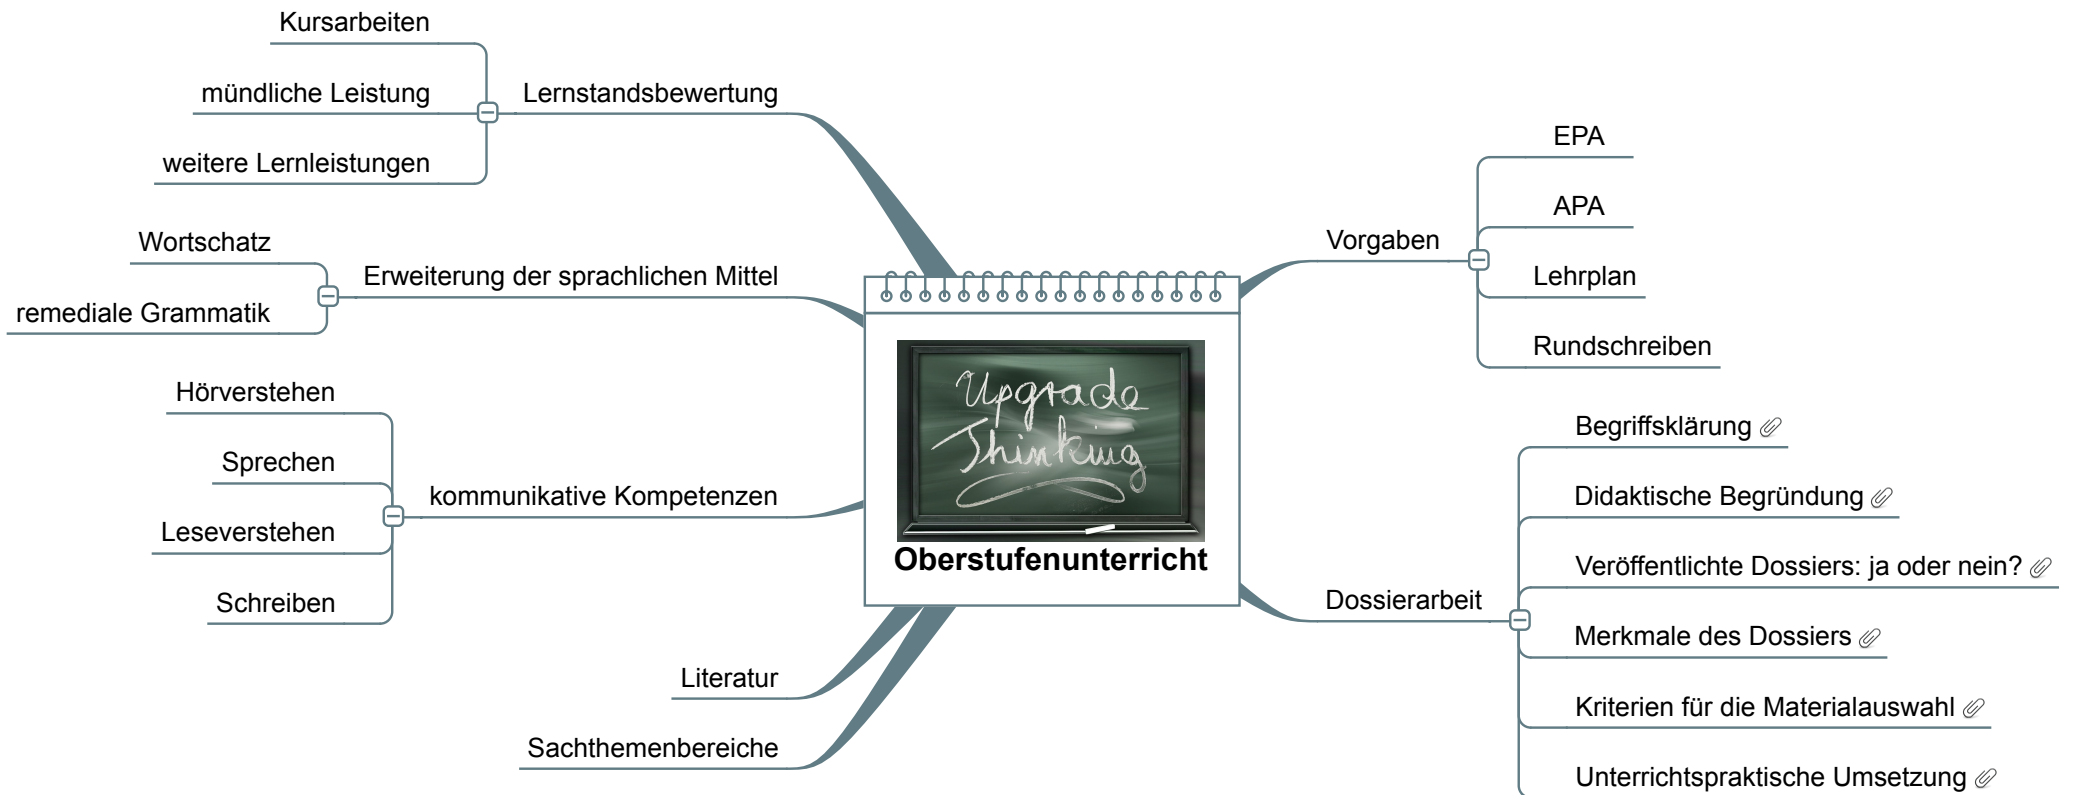 Kursarbeiten
mündliche Leistung
weitere Lernleistungen
Lernstandsbewertung
Wortschatz
remediale Grammatik
Erweiterung der sprachlichen Mittel
Hörverstehen
Sprechen
Leseverstehen
Schreiben
kommunikative Kompetenzen
Literatur
Sachthemenbereiche
Upgrade
Thinking
Oberstufenunterricht
Vorgaben
EPA
APA
Lehrplan
Rundschreiben
Dossierarbeit
Begriffsklärung
Didaktische Begründung
Veröffentlichte Dossiers: ja oder nein?
Merkmale des Dossiers
Kriterien für die Materialauswahl
Unterrichtspraktische Umsetzung